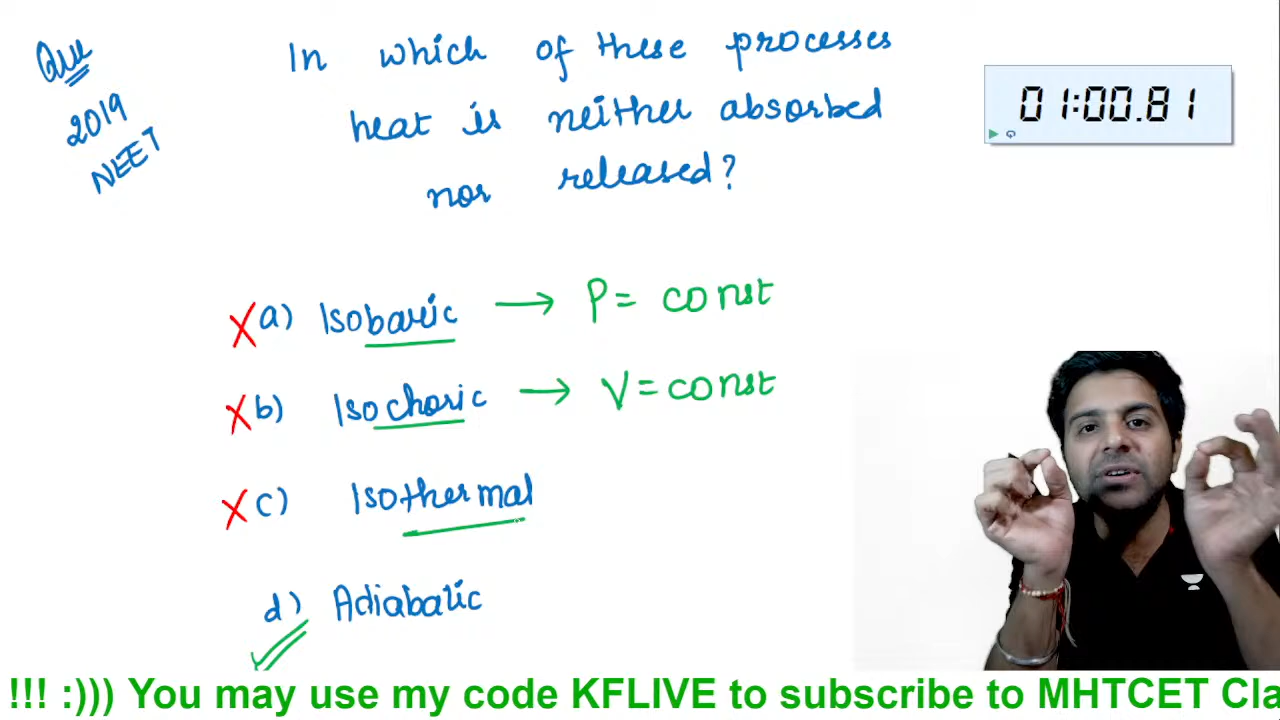 Que
2019
NEET
In which of these processes
heat is neither absorbed
nor released?
01:00.81
X a) Isobaric → P = const
X b) Isochoric → V = const
X c) Isothermal
d) Adiabatic
!!! :))) You may use my code KFLIVE to subscribe to MHTCET Cla